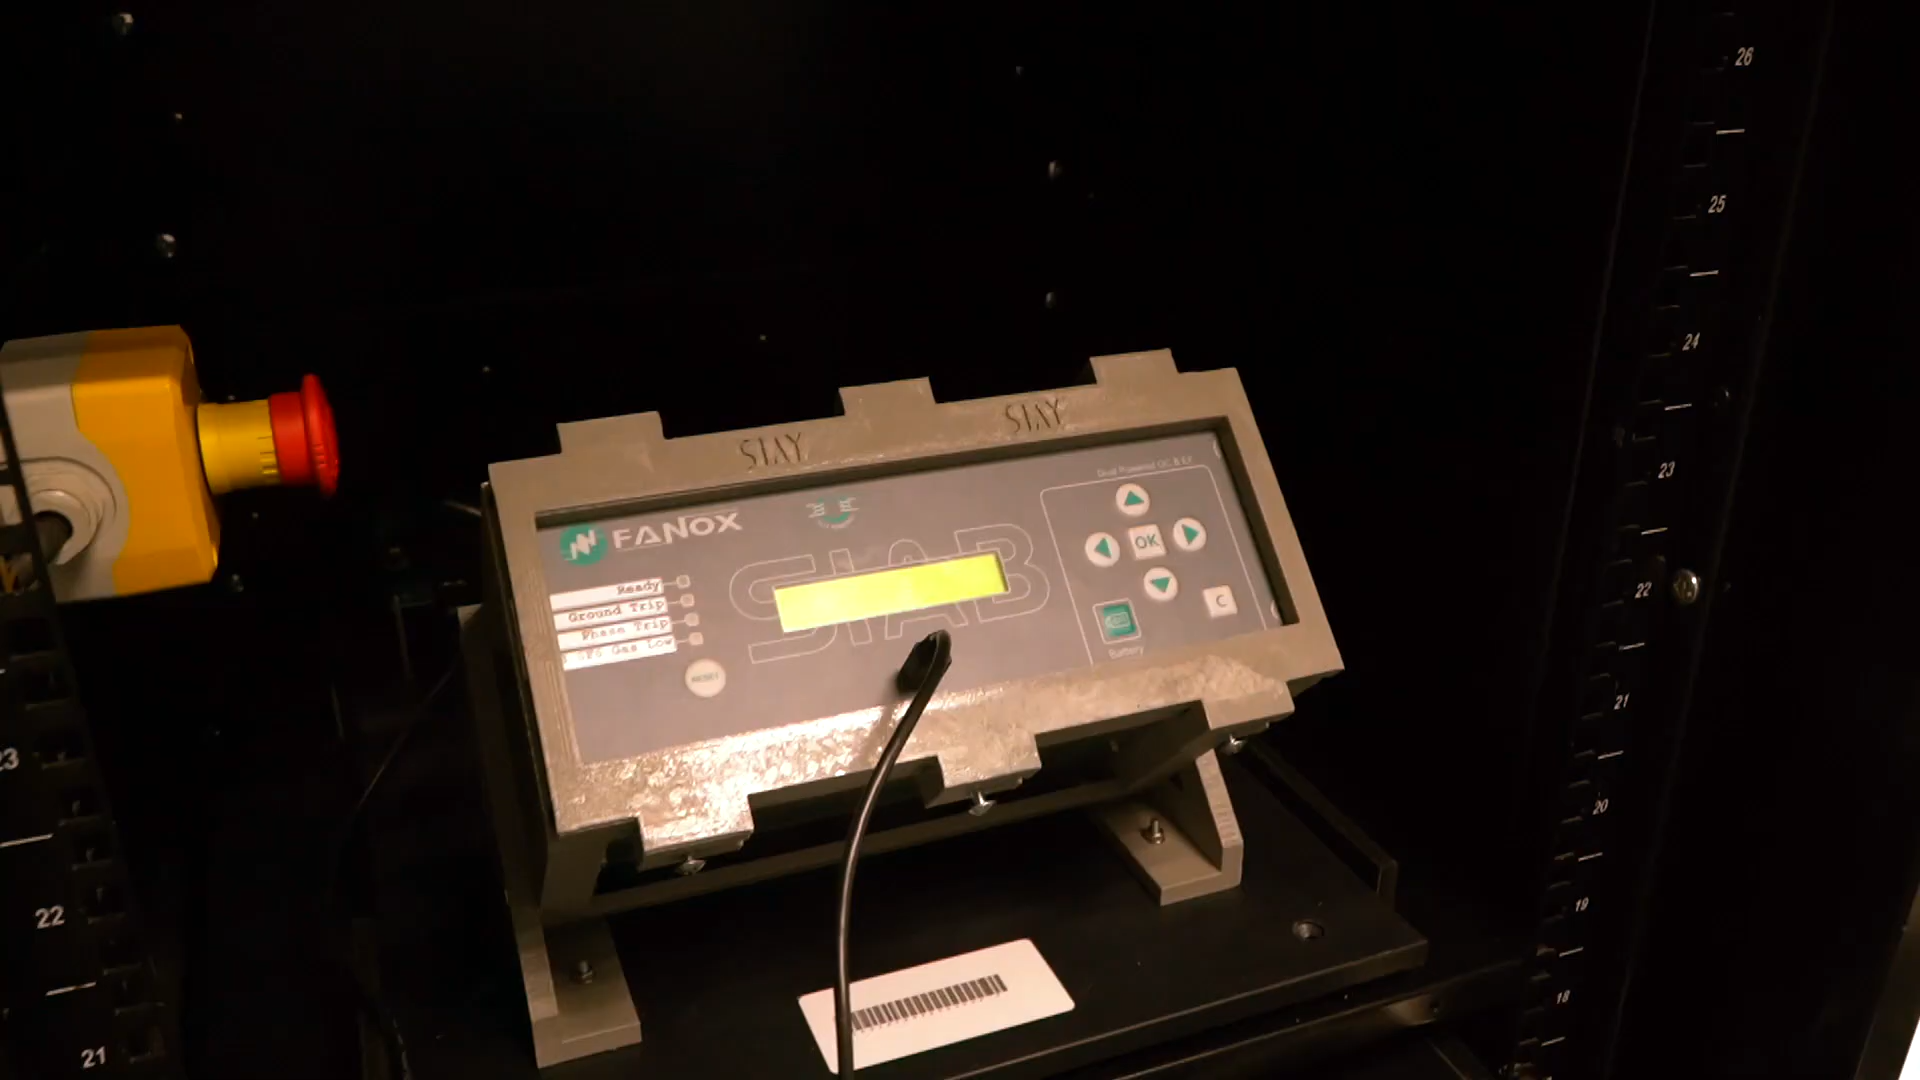 26
25
24
23
22
21
20
19
18
STAY STAY
FANOX
Dual Powered OC & EF
SIAB
OK
C
Ready
Ground Trip
Phase Trip
Gas Low
RESET
Battery
23
22
21